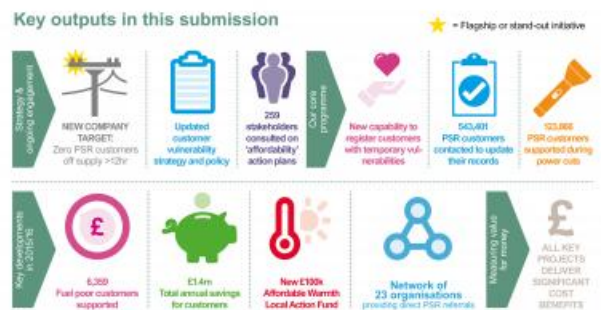 Key outputs in this submission
= Flagship or stand-out initiative
Strategy &
ongoing engagement
NEW COMPANY
TARGET:
Zero PSR customers
off supply >12hr
Updated
customer
vulnerability
strategy and policy
259
stakeholders
consulted on
'affordability'
action plans
Our core
programme
New capability to
register customers
with temporary vul-
nerabilities
543,401
PSR customers
contacted to update
their records
PSR customers
supported during
power cuts
Key developments
in 2015/16
6,359
Fuel poor customers
supported
£
£1.4m
Total annual savings
for customers
New £100k
Affordable Warmth
Local Action Fund
Network of
23 organisations
providing direct PSR referrals
Measuring value
for money
£
ALL KEY
PROJECTS
DELIVER
SIGNIFICANT
COST
BENEFITS